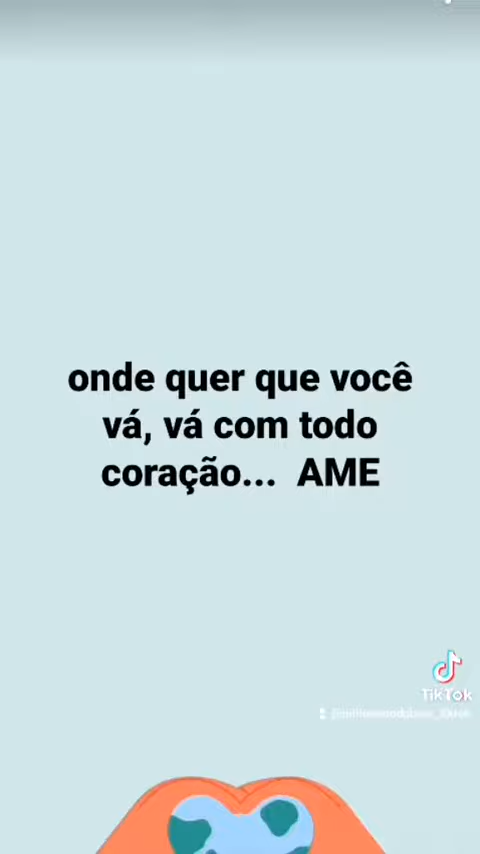 onde quer que você
vá, vá com todo
coração... AME
TikTok